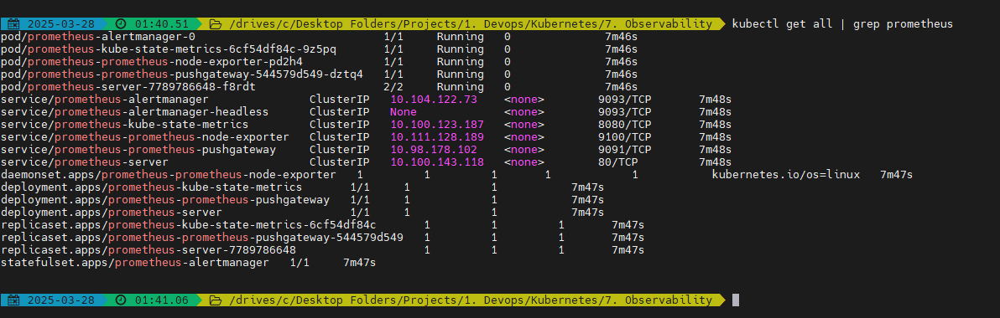 2025-03-28 01:40.51 /drives/c/Desktop Folders/Projects/1. Devops/Kubernetes/7. Observability kubectl get all | grep prometheus
pod/prometheus-alertmanager-0 1/1 Running 0 7m46s
pod/prometheus-kube-state-metrics-6cf54df84c-9z5pq 1/1 Running 0 7m46s
pod/prometheus-prometheus-node-exporter-pd2h4 1/1 Running 0 7m46s
pod/prometheus-prometheus-pushgateway-544579d549-dztq4 1/1 Running 0 7m46s
pod/prometheus-server-7789786648-f8rdt 2/2 Running 0 7m46s
service/prometheus-alertmanager ClusterIP 10.104.122.73 <none> 9093/TCP 7m48s
service/prometheus-alertmanager-headless ClusterIP None <none> 9093/TCP 7m48s
service/prometheus-kube-state-metrics ClusterIP 10.100.123.187 <none> 8080/TCP 7m48s
service/prometheus-prometheus-node-exporter ClusterIP 10.111.128.189 <none> 9100/TCP 7m48s
service/prometheus-prometheus-pushgateway ClusterIP 10.98.178.102 <none> 9091/TCP 7m48s
service/prometheus-server ClusterIP 10.100.143.118 <none> 80/TCP 7m48s
daemonset.apps/prometheus-prometheus-node-exporter 1 1 1 1 1 kubernetes.io/os=linux 7m47s
deployment.apps/prometheus-kube-state-metrics 1/1 1 1 7m47s
deployment.apps/prometheus-prometheus-pushgateway 1/1 1 1 7m47s
deployment.apps/prometheus-server 1/1 1 1 7m47s
replicaset.apps/prometheus-kube-state-metrics-6cf54df84c 1 1 1 7m47s
replicaset.apps/prometheus-prometheus-pushgateway-544579d549 1 1 1 7m47s
replicaset.apps/prometheus-server-7789786648 1 1 1 7m47s
statefulset.apps/prometheus-alertmanager 1/1 7m47s
2025-03-28 01:41.06 /drives/c/Desktop Folders/Projects/1. Devops/Kubernetes/7. Observability